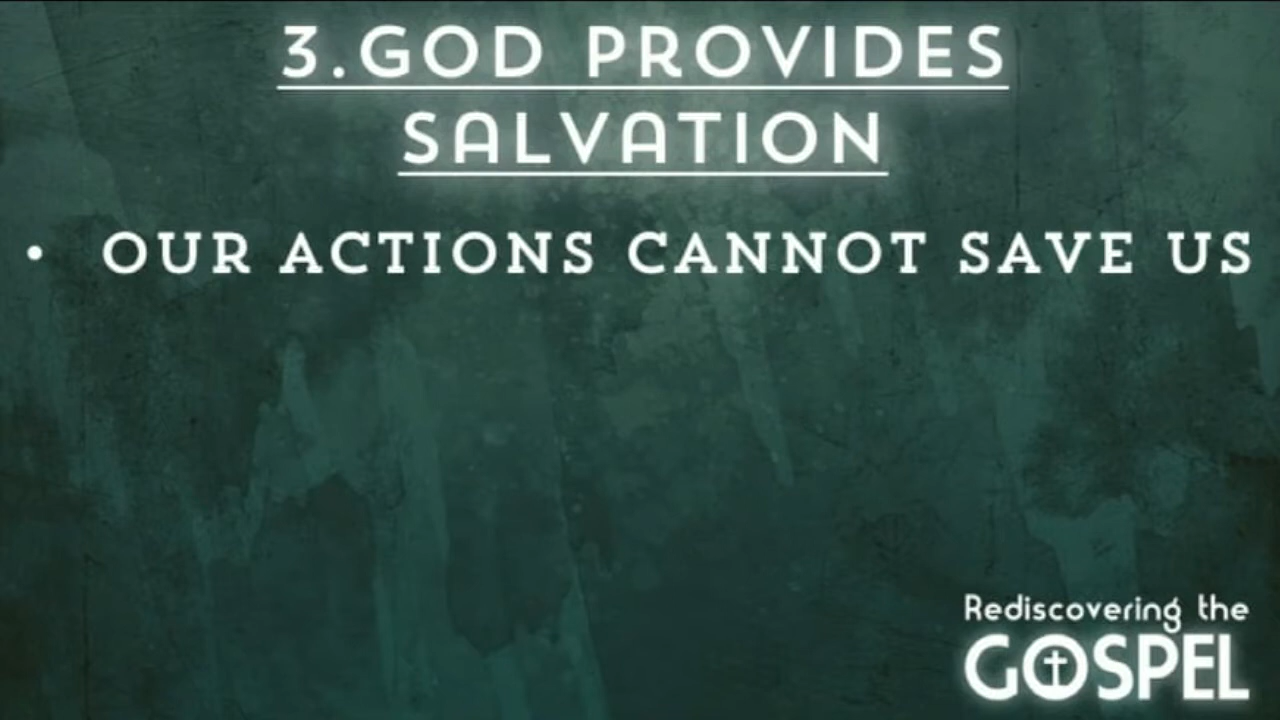 3.GOD PROVIDES
SALVATION
• OUR ACTIONS CANNOT SAVE US
Rediscovering the
GOSPEL